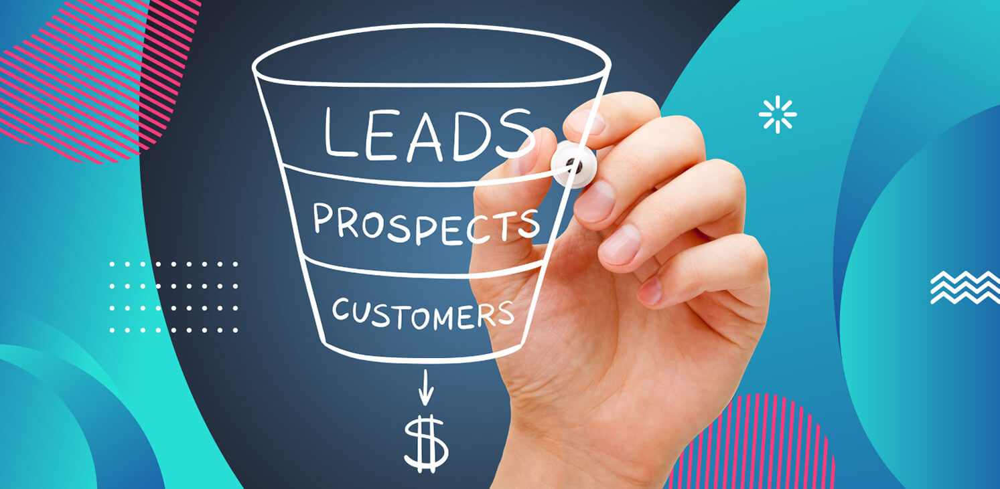 LEADS
PROSPECTS
CUSTOMERS
$